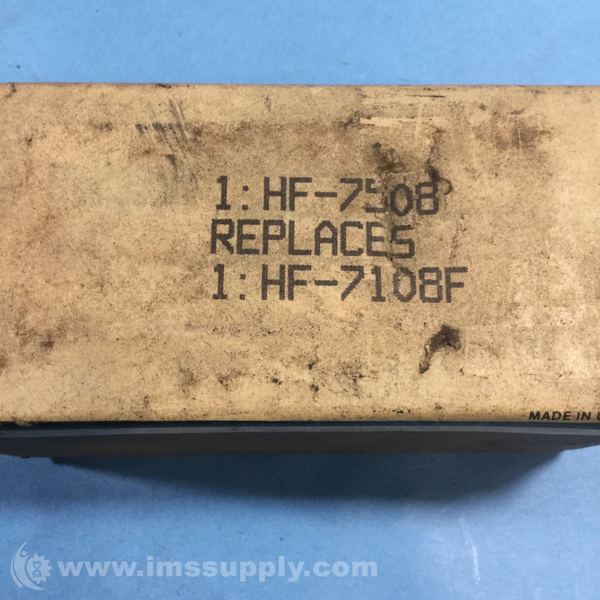 1:HF-7508
REPLACES
1:HF-7108F
MADE IN
www.imssupply.com